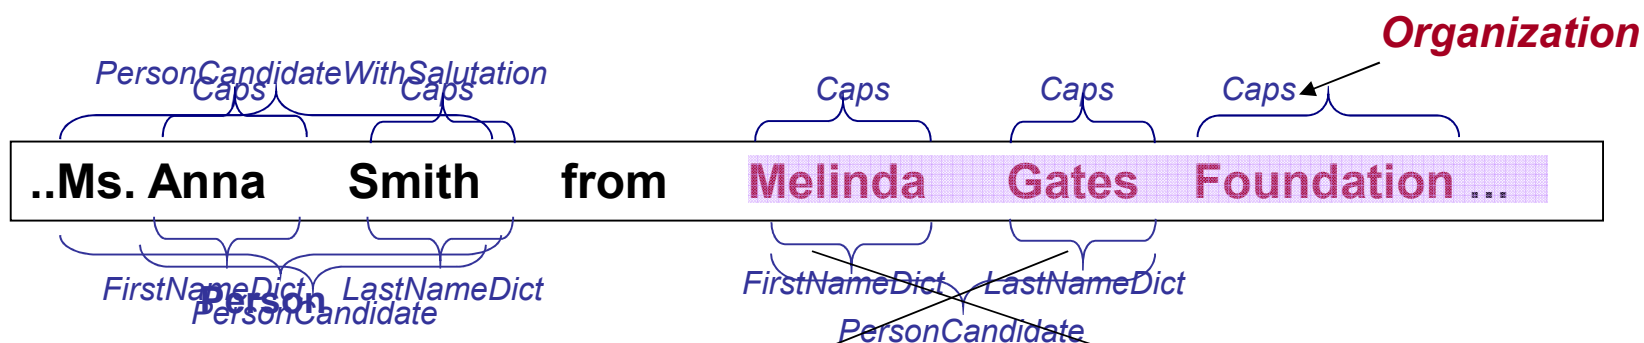 Organization
PersonCandidateWithSalutation
Caps Caps Caps Caps Caps
..Ms. Anna Smith from Melinda Gates Foundation ...
FirstNameDict LastNameDict FirstNameDict LastNameDict
Person
PersonCandidate PersonCandidate